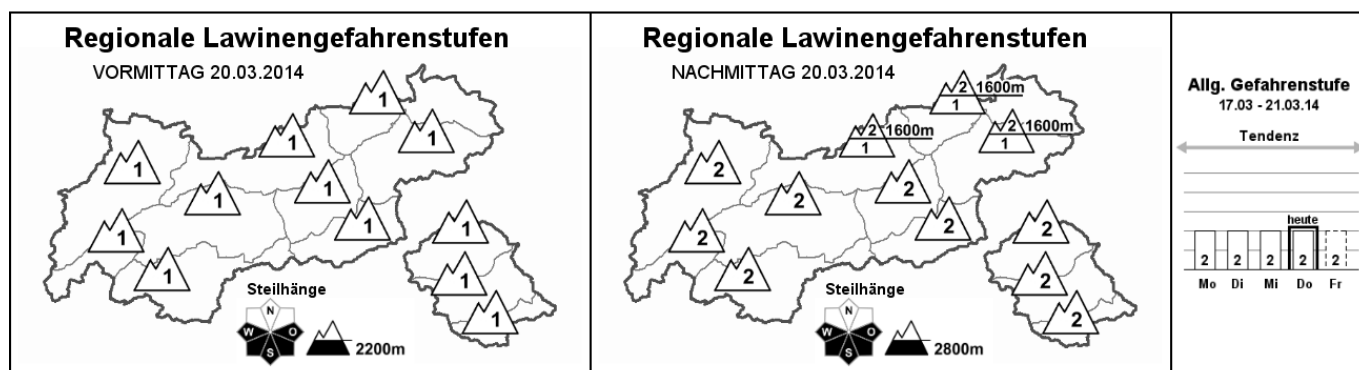 Regionale Lawinengefahrenstufen
VORMITTAG 20.03.2014
1
1
1
1
1
1
1
1
1
1
1
1
Steilhänge
N
W O
S
2200m
Regionale Lawinengefahrenstufen
NACHMITTAG 20.03.2014
2 1600m
1
2 1600m
1
2 1600m
1
2
2
2
2
2
2
2
2
2
Steilhänge
N
W O
S
2800m
Allg. Gefahrenstufe
17.03 - 21.03.14
Tendenz
heute
2 2 2 2 2
Mo Di Mi Do Fr